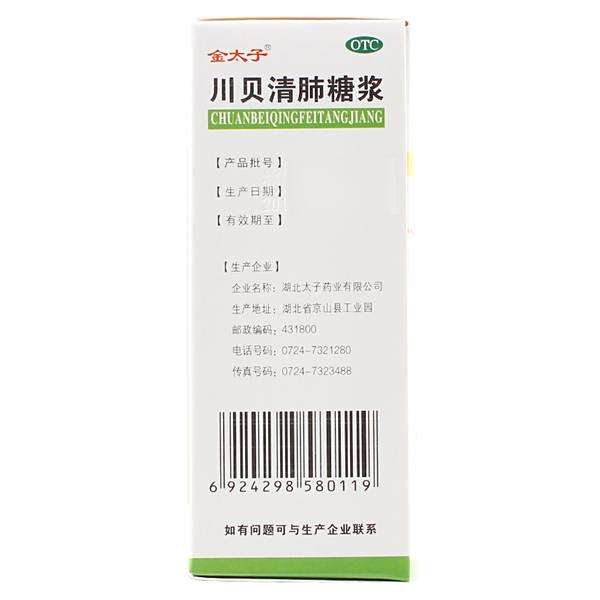 金太子®
OTC
川贝清肺糖浆
CHUANBEIQINGFEITANGJIANG
【产品批号】
【生产日期】
【有效期至】
【生产企业】
企业名称：湖北太子药业有限公司
生产地址：湖北省京山县工业园
邮政编码：431800
电话号码：0724-7321280
传真号码：0724-7323488
6 924298 580119
如有问题可与生产企业联系